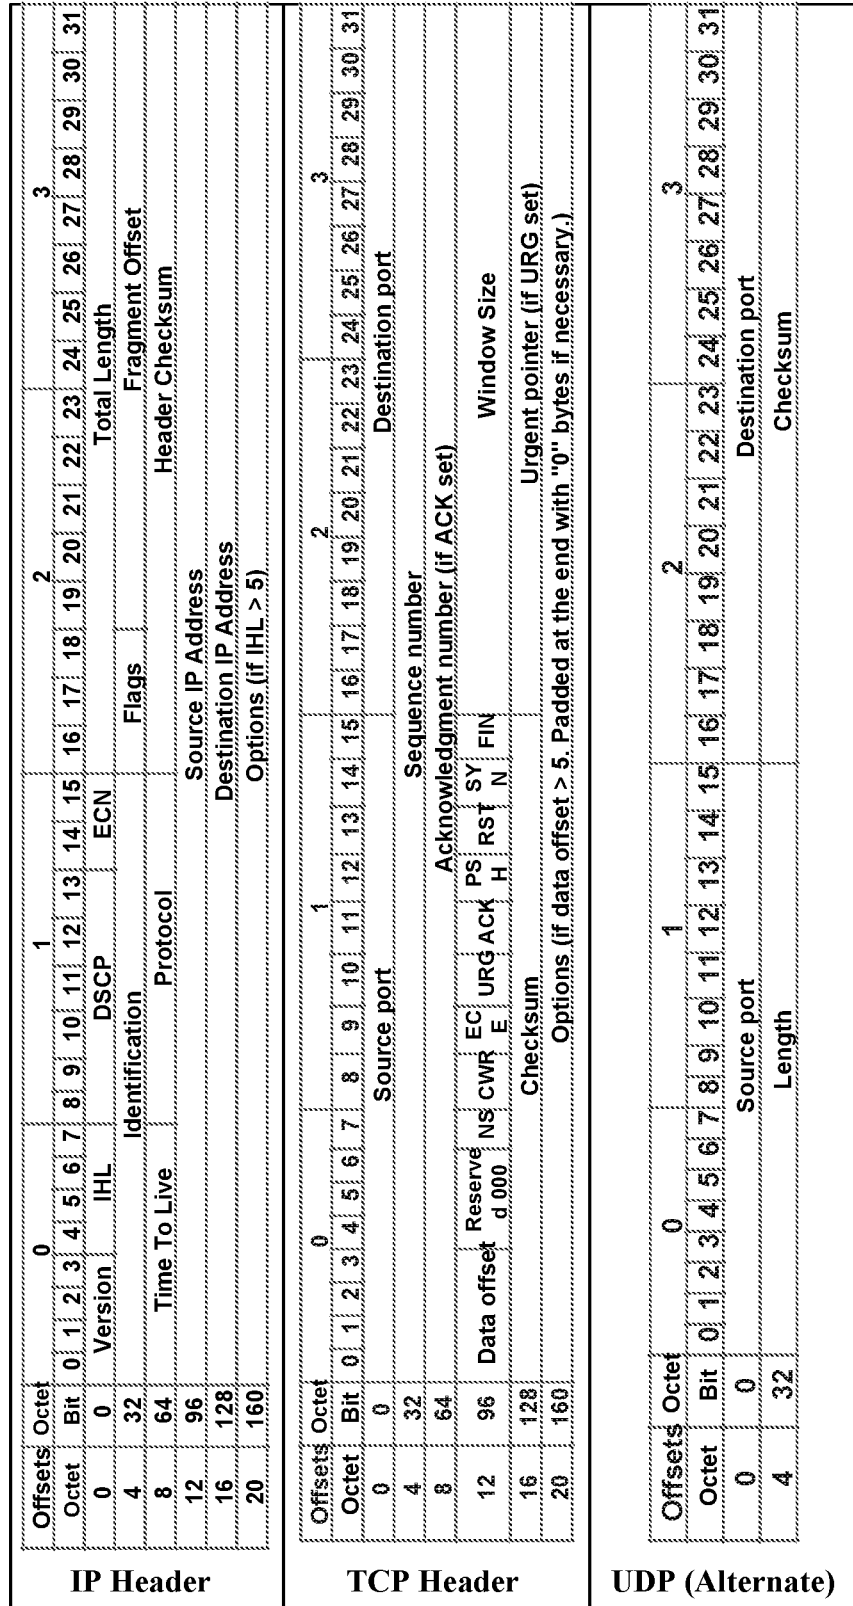 IP Header
Offsets Octet 0 1 2 3
Octet Bit 0 1 2 3 4 5 6 7 8 9 10 11 12 13 14 15 16 17 18 19 20 21 22 23 24 25 26 27 28 29 30 31
0 0 Version IHL DSCP ECN Total Length
4 32 Identification Flags Fragment Offset
8 64 Time To Live Protocol Header Checksum
12 96 Source IP Address
16 128 Destination IP Address
20 160 Options (if IHL > 5)
TCP Header
Offsets Octet 0 1 2 3
Octet Bit 0 1 2 3 4 5 6 7 8 9 10 11 12 13 14 15 16 17 18 19 20 21 22 23 24 25 26 27 28 29 30 31
0 0 Source port Destination port
4 32 Sequence number
8 64 Acknowledgment number (if ACK set)
12 96 Data offset Reserve NS CWR EC URG ACK PS RST SY FIN Window Size
d 000 E H N
16 128 Checksum Urgent pointer (if URG set)
20 160 Options (if data offset > 5. Padded at the end with "0" bytes if necessary.)
UDP (Alternate)
Offsets Octet 0 1 2 3
Octet Bit 0 1 2 3 4 5 6 7 8 9 10 11 12 13 14 15 16 17 18 19 20 21 22 23 24 25 26 27 28 29 30 31
0 0 Source port Destination port
4 32 Length Checksum